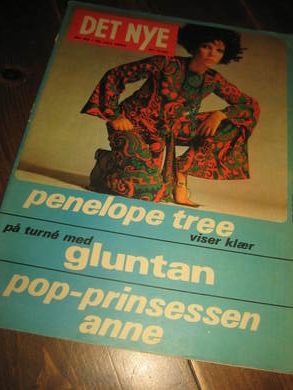 DET NYE
penelope tree
viser klær
på turné med
gluntan
pop-prinsessen
anne